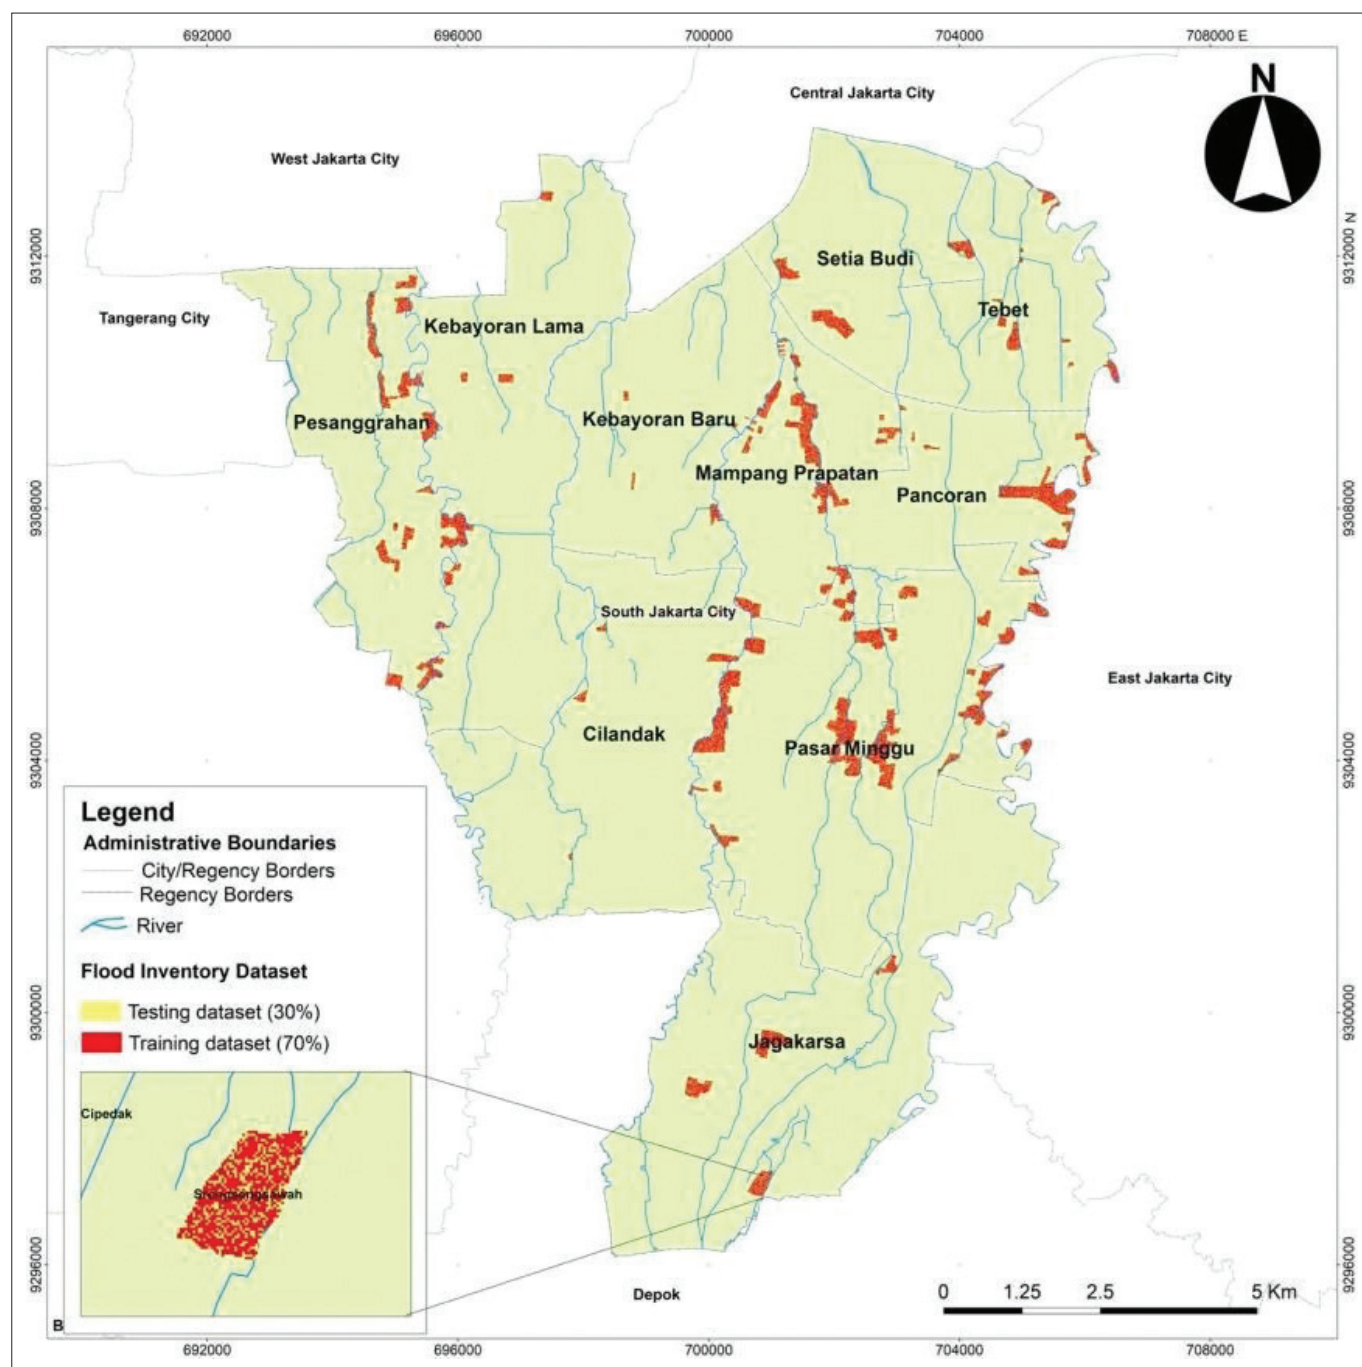 692000 696000 700000 704000 708000 E
N
Central Jakarta City
West Jakarta City
9312000
9312000 N
Setia Budi
Tebet
Tangerang City
Kebayoran Lama
Pesanggrahan
Kebayoran Baru
Mampang Prapatan
Pancoran
9308000
9308000
South Jakarta City
East Jakarta City
Cilandak
Pasar Minggu
9304000
9304000
Legend
Administrative Boundaries
City/Regency Borders
Regency Borders
River
Flood Inventory Dataset
Testing dataset (30%)
Training dataset (70%)
9300000
9300000
Jagakarsa
Cipedak
9296000
9296000
Depok
0 1.25 2.5 5 Km
B
692000 696000 700000 704000 708000